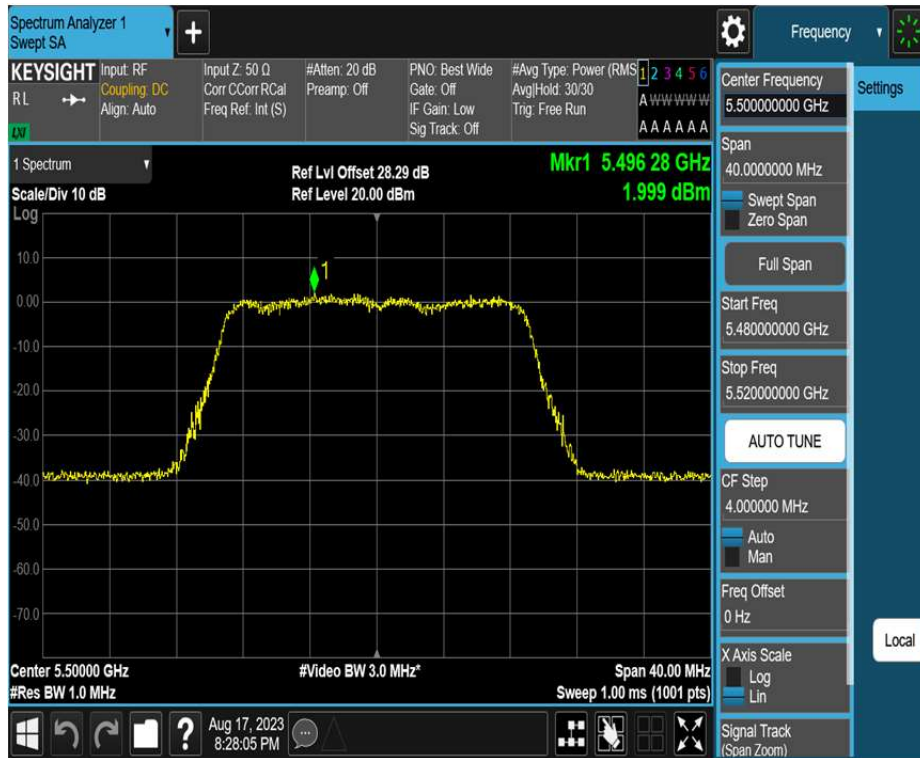 Spectrum Analyzer 1
Swept SA
Frequency
KEYSIGHT
R L
LXI
Input: RF
Coupling: DC
Align: Auto
Input Z: 50 Ω
Corr CCorr RCal
Freq Ref: Int (S)
#Atten: 20 dB
Preamp: Off
PNO: Best Wide
Gate: Off
IF Gain: Low
Sig Track: Off
#Avg Type: Power (RMS
Avg|Hold: 30/30
Trig: Free Run
1 2 3 4 5 6
A W W W W W
A A A A A A
1 Spectrum
Scale/Div 10 dB
Log
Ref Lvl Offset 28.29 dB
Ref Level 20.00 dBm
Mkr1 5.496 28 GHz
1.999 dBm
1
10.0
0.00
-10.0
-20.0
-30.0
-40.0
-50.0
-60.0
-70.0
Center 5.50000 GHz
#Res BW 1.0 MHz
#Video BW 3.0 MHz*
Span 40.00 MHz
Sweep 1.00 ms (1001 pts)
Aug 17, 2023
8:28:05 PM
?
Center Frequency
5.500000000 GHz
Settings
Span
40.0000000 MHz
Swept Span
Zero Span
Full Span
Start Freq
5.480000000 GHz
Stop Freq
5.520000000 GHz
AUTO TUNE
CF Step
4.000000 MHz
Auto
Man
Freq Offset
0 Hz
X Axis Scale
Log
Lin
Local
Signal Track
(Span Zoom)